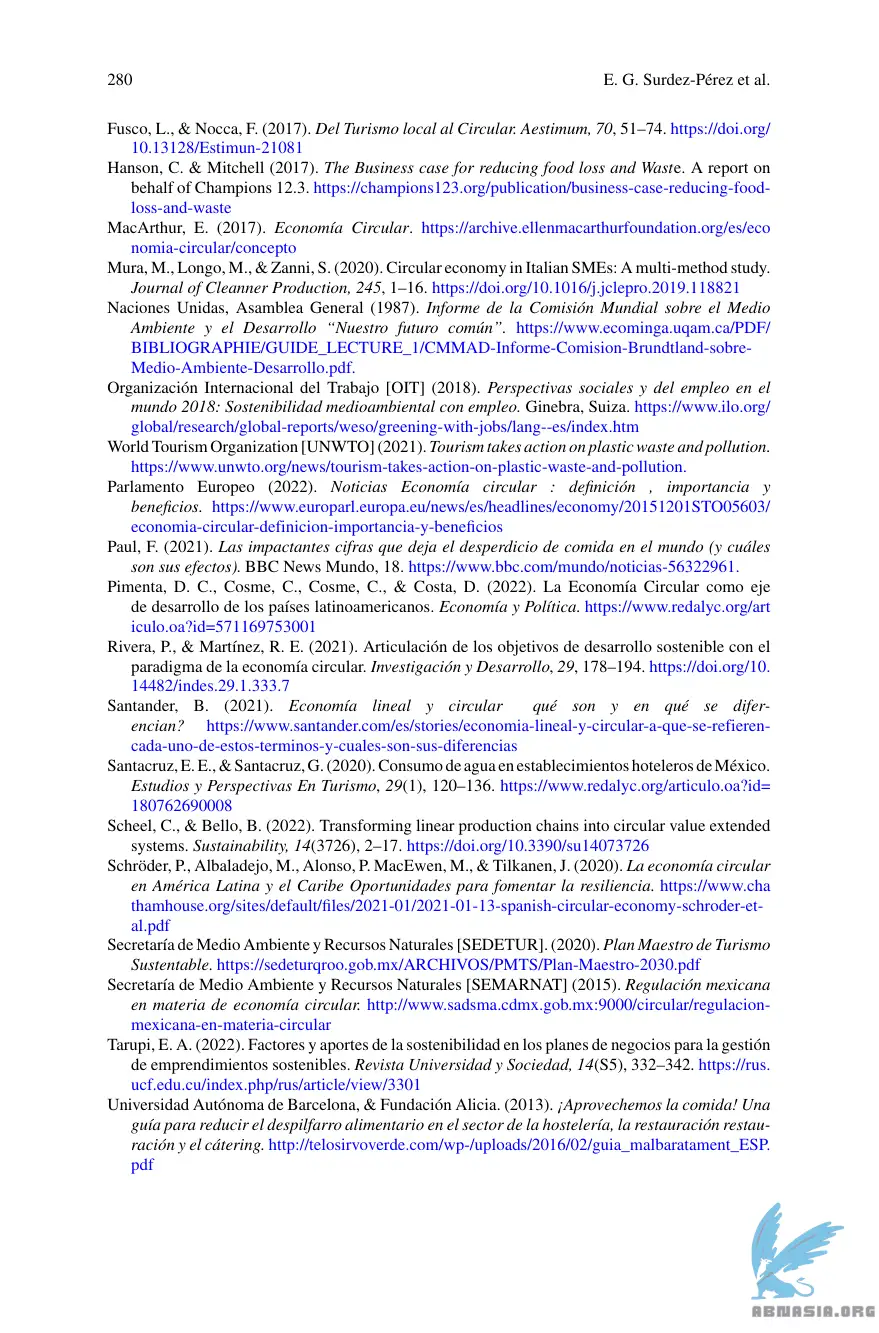 280 E. G. Surdez-Pérez et al.
Fusco, L., & Nocca, F. (2017). Del Turismo local al Circular. Aestimum, 70, 51–74. https://doi.org/
10.13128/Estimun-21081
Hanson, C. & Mitchell (2017). The Business case for reducing food loss and Waste. A report on
behalf of Champions 12.3. https://champions123.org/publication/business-case-reducing-food-
loss-and-waste
MacArthur, E. (2017). Economía Circular. https://archive.ellenmacarthurfoundation.org/es/eco
nomia-circular/concepto
Mura, M., Longo, M., & Zanni, S. (2020). Circular economy in Italian SMEs: A multi-method study.
Journal of Cleanner Production, 245, 1–16. https://doi.org/10.1016/j.jclepro.2019.118821
Naciones Unidas, Asamblea General (1987). Informe de la Comisión Mundial sobre el Medio
Ambiente y el Desarrollo “Nuestro futuro común”. https://www.ecominga.uqam.ca/PDF/
BIBLIOGRAPHIE/GUIDE_LECTURE_1/CMMAD-Informe-Comision-Brundtland-sobre-
Medio-Ambiente-Desarrollo.pdf.
Organización Internacional del Trabajo [OIT] (2018). Perspectivas sociales y del empleo en el
mundo 2018: Sostenibilidad medioambiental con empleo. Ginebra, Suiza. https://www.ilo.org/
global/research/global-reports/weso/greening-with-jobs/lang--es/index.htm
World Tourism Organization [UNWTO] (2021). Tourism takes action on plastic waste and pollution.
https://www.unwto.org/news/tourism-takes-action-on-plastic-waste-and-pollution.
Parlamento Europeo (2022). Noticias Economía circular : definición , importancia y
beneficios. https://www.europarl.europa.eu/news/es/headlines/economy/20151201STO05603/
economia-circular-definicion-importancia-y-beneficios
Paul, F. (2021). Las impactantes cifras que deja el desperdicio de comida en el mundo (y cuáles
son sus efectos). BBC News Mundo, 18. https://www.bbc.com/mundo/noticias-56322961.
Pimenta, D. C., Cosme, C., Cosme, C., & Costa, D. (2022). La Economía Circular como eje
de desarrollo de los países latinoamericanos. Economía y Política. https://www.redalyc.org/art
iculo.oa?id=571169753001
Rivera, P., & Martínez, R. E. (2021). Articulación de los objetivos de desarrollo sostenible con el
paradigma de la economía circular. Investigación y Desarrollo, 29, 178–194. https://doi.org/10.
14482/indes.29.1.333.7
Santander, B. (2021). Economía lineal y circular qué son y en qué se difer-
encian? https://www.santander.com/es/stories/economia-lineal-y-circular-a-que-se-refieren-
cada-uno-de-estos-terminos-y-cuales-son-sus-diferencias
Santacruz, E. E., & Santacruz, G. (2020). Consumo de agua en establecimientos hoteleros de México.
Estudios y Perspectivas En Turismo, 29(1), 120–136. https://www.redalyc.org/articulo.oa?id=
180762690008
Scheel, C., & Bello, B. (2022). Transforming linear production chains into circular value extended
systems. Sustainability, 14(3726), 2–17. https://doi.org/10.3390/su14073726
Schröder, P., Albaladejo, M., Alonso, P. MacEwen, M., & Tilkanen, J. (2020). La economía circular
en América Latina y el Caribe Oportunidades para fomentar la resiliencia. https://www.cha
thamhouse.org/sites/default/files/2021-01/2021-01-13-spanish-circular-economy-schroder-et-
al.pdf
Secretaría de Medio Ambiente y Recursos Naturales [SEDETUR]. (2020). Plan Maestro de Turismo
Sustentable. https://sedeturqroo.gob.mx/ARCHIVOS/PMTS/Plan-Maestro-2030.pdf
Secretaría de Medio Ambiente y Recursos Naturales [SEMARNAT] (2015). Regulación mexicana
en materia de economía circular. http://www.sadsma.cdmx.gob.mx:9000/circular/regulacion-
mexicana-en-materia-circular
Tarupi, E. A. (2022). Factores y aportes de la sostenibilidad en los planes de negocios para la gestión
de emprendimientos sostenibles. Revista Universidad y Sociedad, 14(S5), 332–342. https://rus.
ucf.edu.cu/index.php/rus/article/view/3301
Universidad Autónoma de Barcelona, & Fundación Alicia. (2013). ¡Aprovechemos la comida! Una
guía para reducir el despilfarro alimentario en el sector de la hostelería, la restauración restau-
ración y el cátering. http://telosirvoverde.com/wp-/uploads/2016/02/guia_malbaratament_ESP.
pdf
ABMASIA.ORG